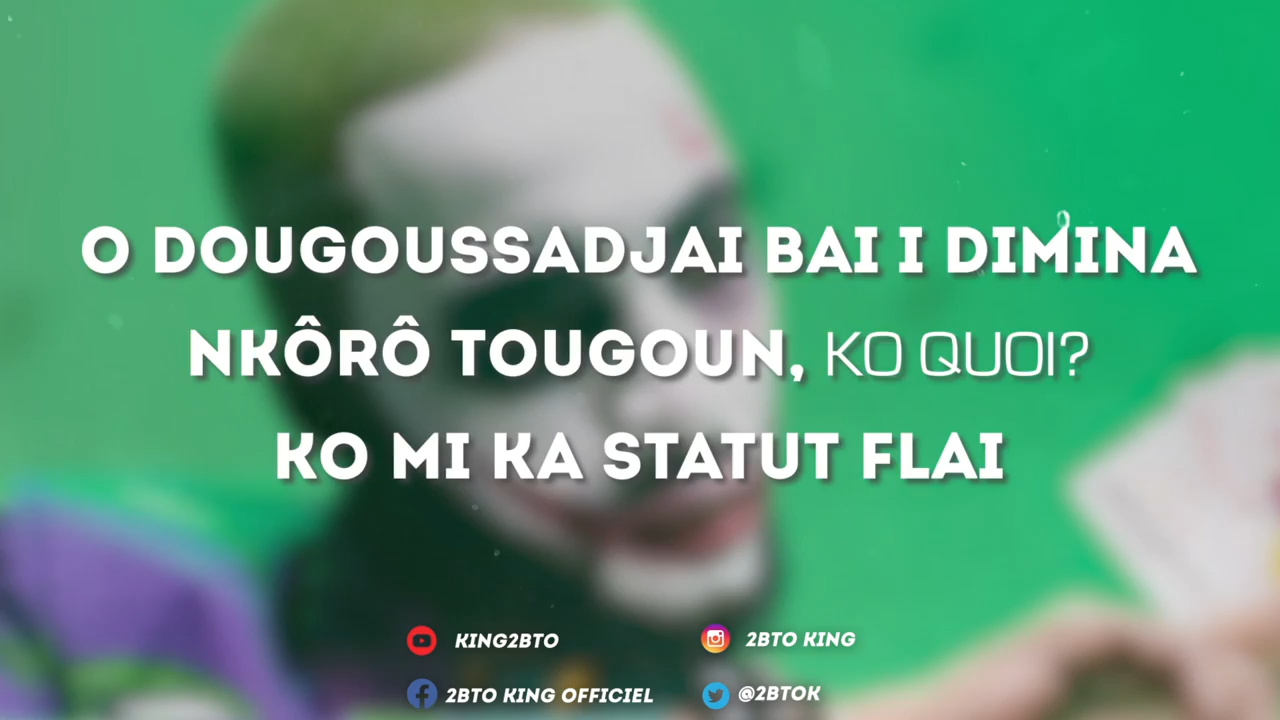 O DOUGOUSSADJAI BAI I DIMINA
NKÔRÔ TOUGOUN, KO QUOI?
KO MI KA STATUT FLAI
KING2BTO
2BTO KING
2BTO KING OFFICIEL
@2BTOK